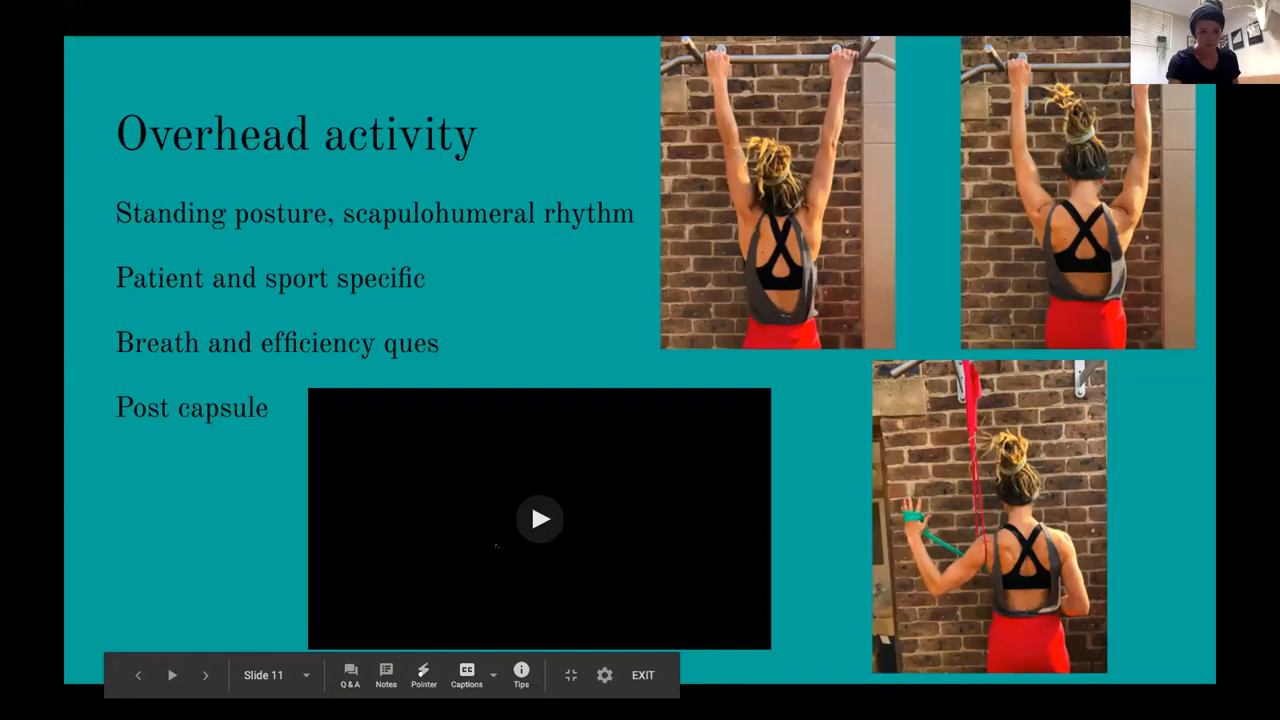 Overhead activity
Standing posture, scapulohumeral rhythm
Patient and sport specific
Breath and efficiency ques
Post capsule
Slide 11
Q & A
Notes
Pointer
CC
Captions
Tips
EXIT